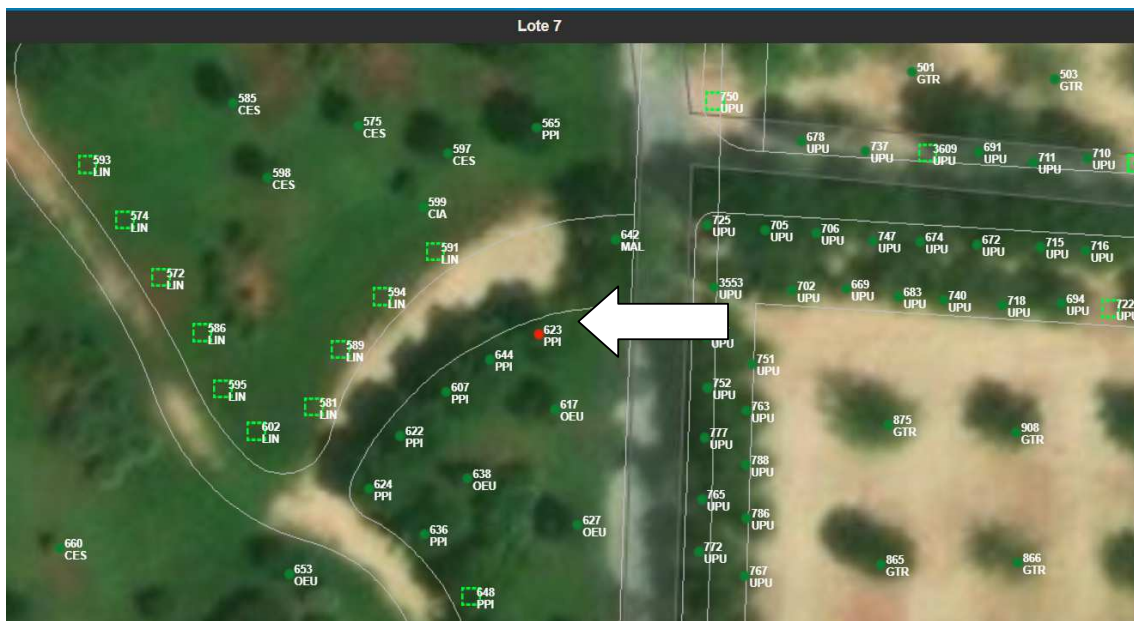 Lote 7
501
GTR
503
GTR
585
CES
750
UPU
575
CES
565
PPI
678
UPU
737
UPU
3609
UPU
691
UPU
711
UPU
710
UPU
593
LIN
597
CES
598
CES
574
LIN
599
CIA
642
MAL
725
UPU
705
UPU
706
UPU
747
UPU
674
UPU
672
UPU
715
UPU
716
UPU
591
LIN
572
LIN
594
LIN
3553
UPU
702
UPU
669
UPU
683
UPU
740
UPU
718
UPU
694
UPU
722
UPU
586
LIN
589
LIN
623
PPI
UPU
644
PPI
751
UPU
595
LIN
607
PPI
752
UPU
581
LIN
617
OEU
763
UPU
602
LIN
622
PPI
777
UPU
875
GTR
908
GTR
788
UPU
624
PPI
638
OEU
765
UPU
786
UPU
627
OEU
636
PPI
660
CES
772
UPU
865
GTR
866
GTR
653
OEU
767
UPU
648
PPI